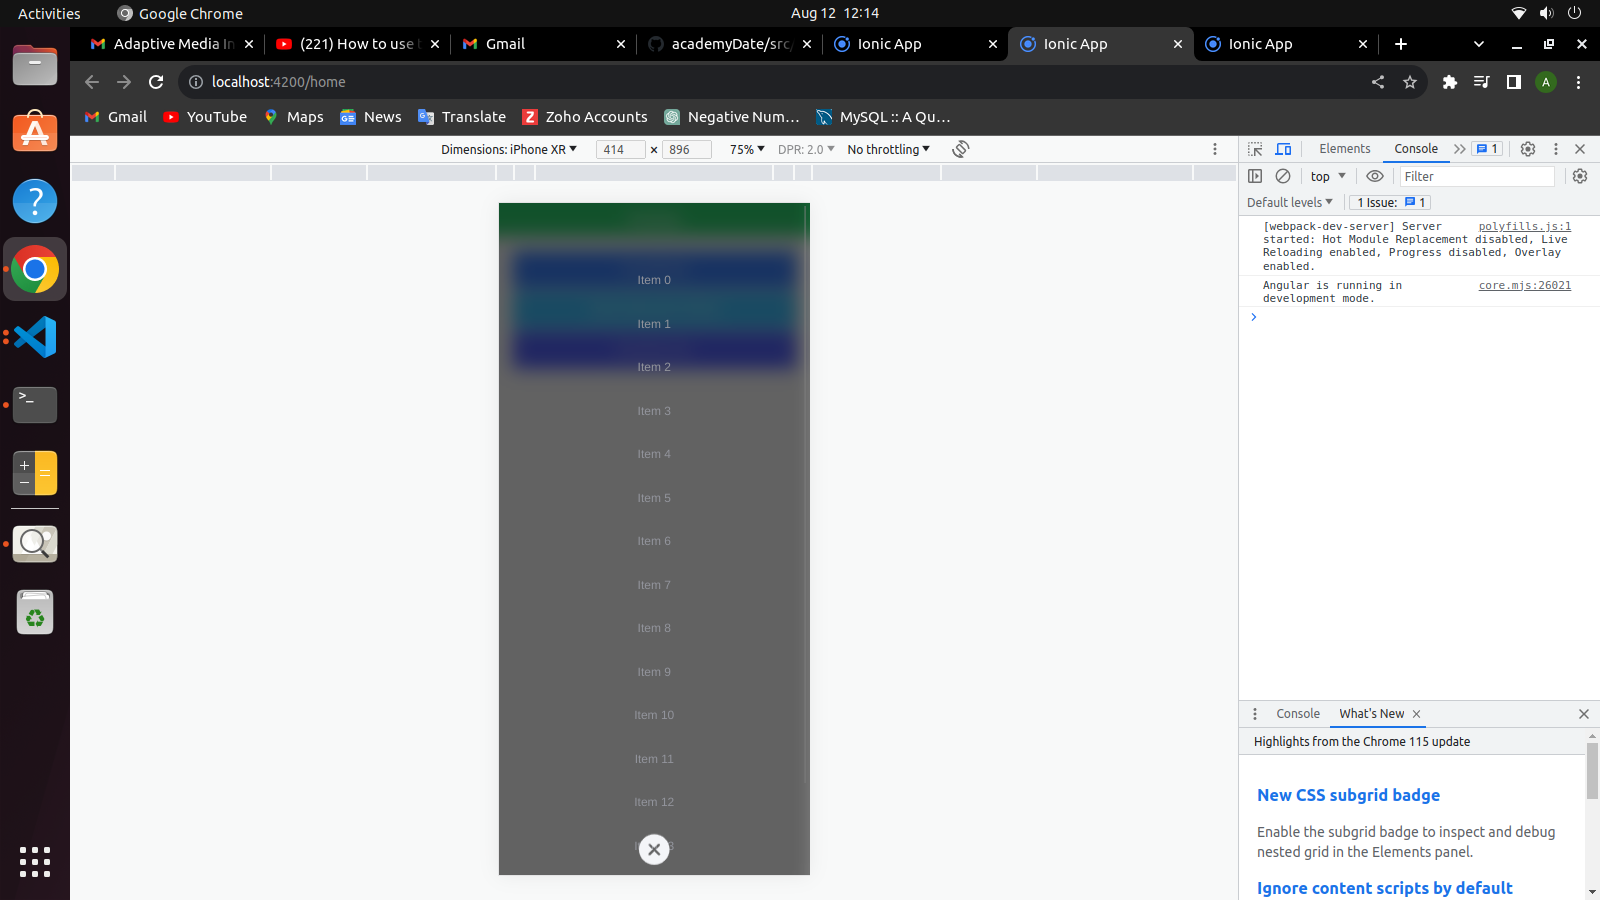 Activities
Google Chrome
Aug 12 12:14
Adaptive Media In
(221) How to use
Gmail
academyDate/src/
Ionic App
Ionic App
Ionic App
localhost:4200/home
A
Gmail
YouTube
Maps
News
Translate
Zoho Accounts
Negative Num...
MySQL :: A Qu...
Dimensions: iPhone XR
414 × 896
75%
DPR: 2.0
No throttling
Elements
Console
1
top
Filter
Default levels
1 Issue: 1
[webpack-dev-server] Server polyfills.js:1
started: Hot Module Replacement disabled, Live
Reloading enabled, Progress disabled, Overlay
enabled.
Angular is running in core.mjs:26021
development mode.
Item 0
Item 1
Item 2
Item 3
Item 4
Item 5
Item 6
Item 7
Item 8
Item 9
Item 10
Item 11
Item 12
Console
What's New
Highlights from the Chrome 115 update
New CSS subgrid badge
Enable the subgrid badge to inspect and debug
nested grid in the Elements panel.
Ignore content scripts by default